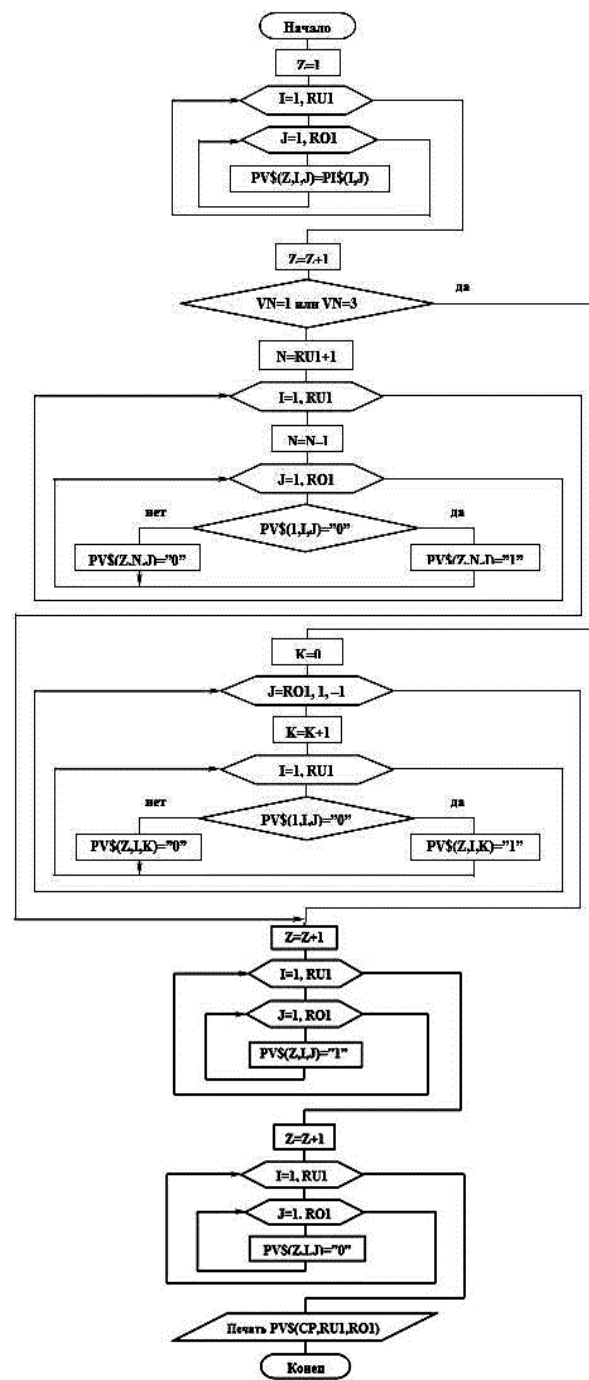 Начало
Z=1
I=1, RU1
J=1, RO1
PV$(Z,I,J)=PI$(I,J)
Z=Z+1
да
VN=1 или VN=3
N=RU1+1
I=1, RU1
N=N–1
J=1, RO1
нет
да
PV$(1,I,J)=”0”
PV$(Z,N,J)=”0”
PV$(Z,N,J)=”1”
K=0
J=RO1, 1, –1
K=K+1
I=1, RU1
нет
да
PV$(1,I,J)=”0”
PV$(Z,I,K)=”0”
PV$(Z,I,K)=”1”
Z=Z+1
I=1, RU1
J=1, RO1
PV$(Z,I,J)=”1”
Z=Z+1
I=1, RU1
J=1, RO1
PV$(Z,I,J)=”0”
Печать PV$(CP,RU1,RO1)
Конец